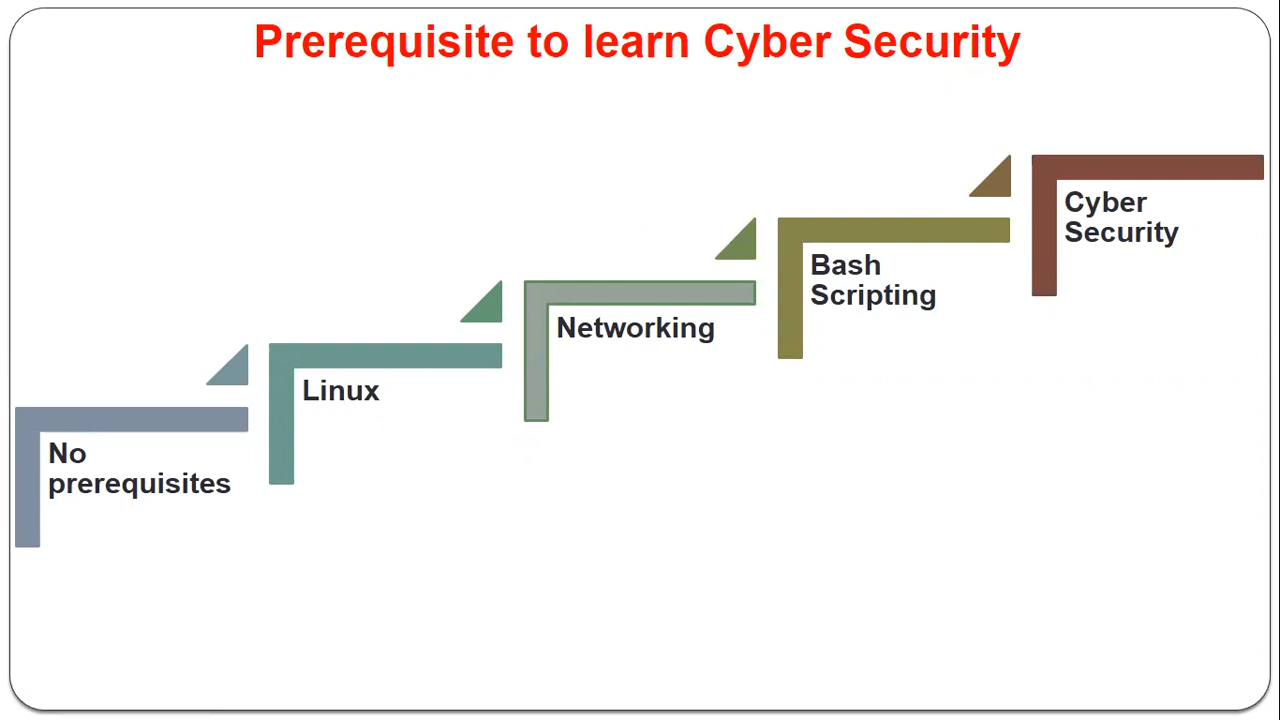 Prerequisite to learn Cyber Security
No
prerequisites
Linux
Networking
Bash
Scripting
Cyber
Security